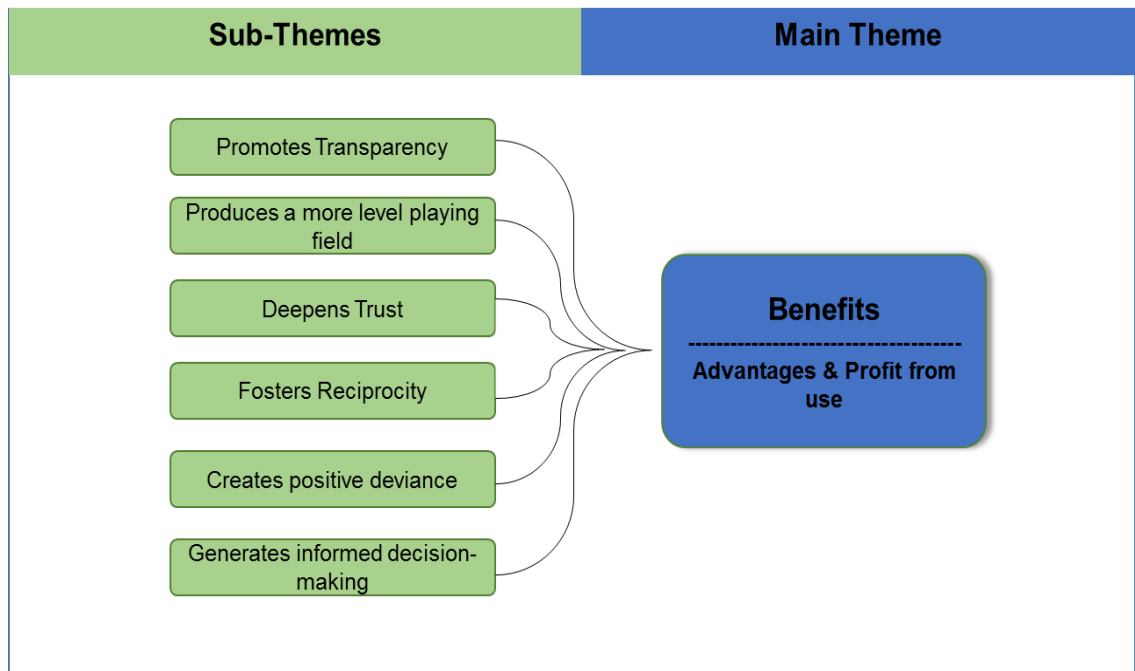 Sub-Themes
Main Theme
Promotes Transparency
Produces a more level playing
field
Deepens Trust
Fosters Reciprocity
Creates positive deviance
Generates informed decision-
making
Benefits
Advantages & Profit from
use